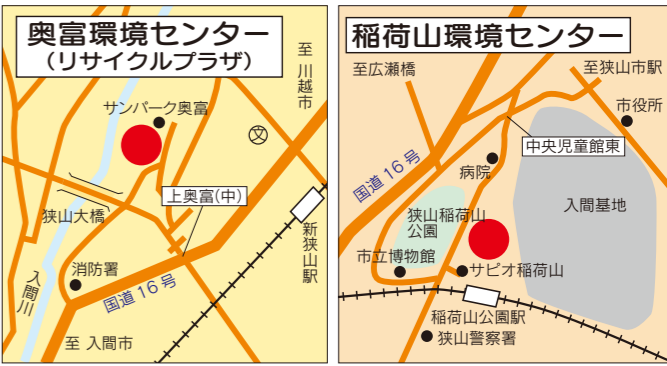 奥富環境センター
（リサイクルプラザ）
至 川越市
サンパーク奥富
文
国道16号
上奥富(中)
狭山大橋
新狭山駅
消防署
国道16号
入間川
至 入間市
稲荷山環境センター
至広瀬橋
至狭山市駅
市役所
中央児童館東
病院
国道16号
入間基地
狭山稲荷山
公園
市立博物館
サピオ稲荷山
稲荷山公園駅
狭山警察署